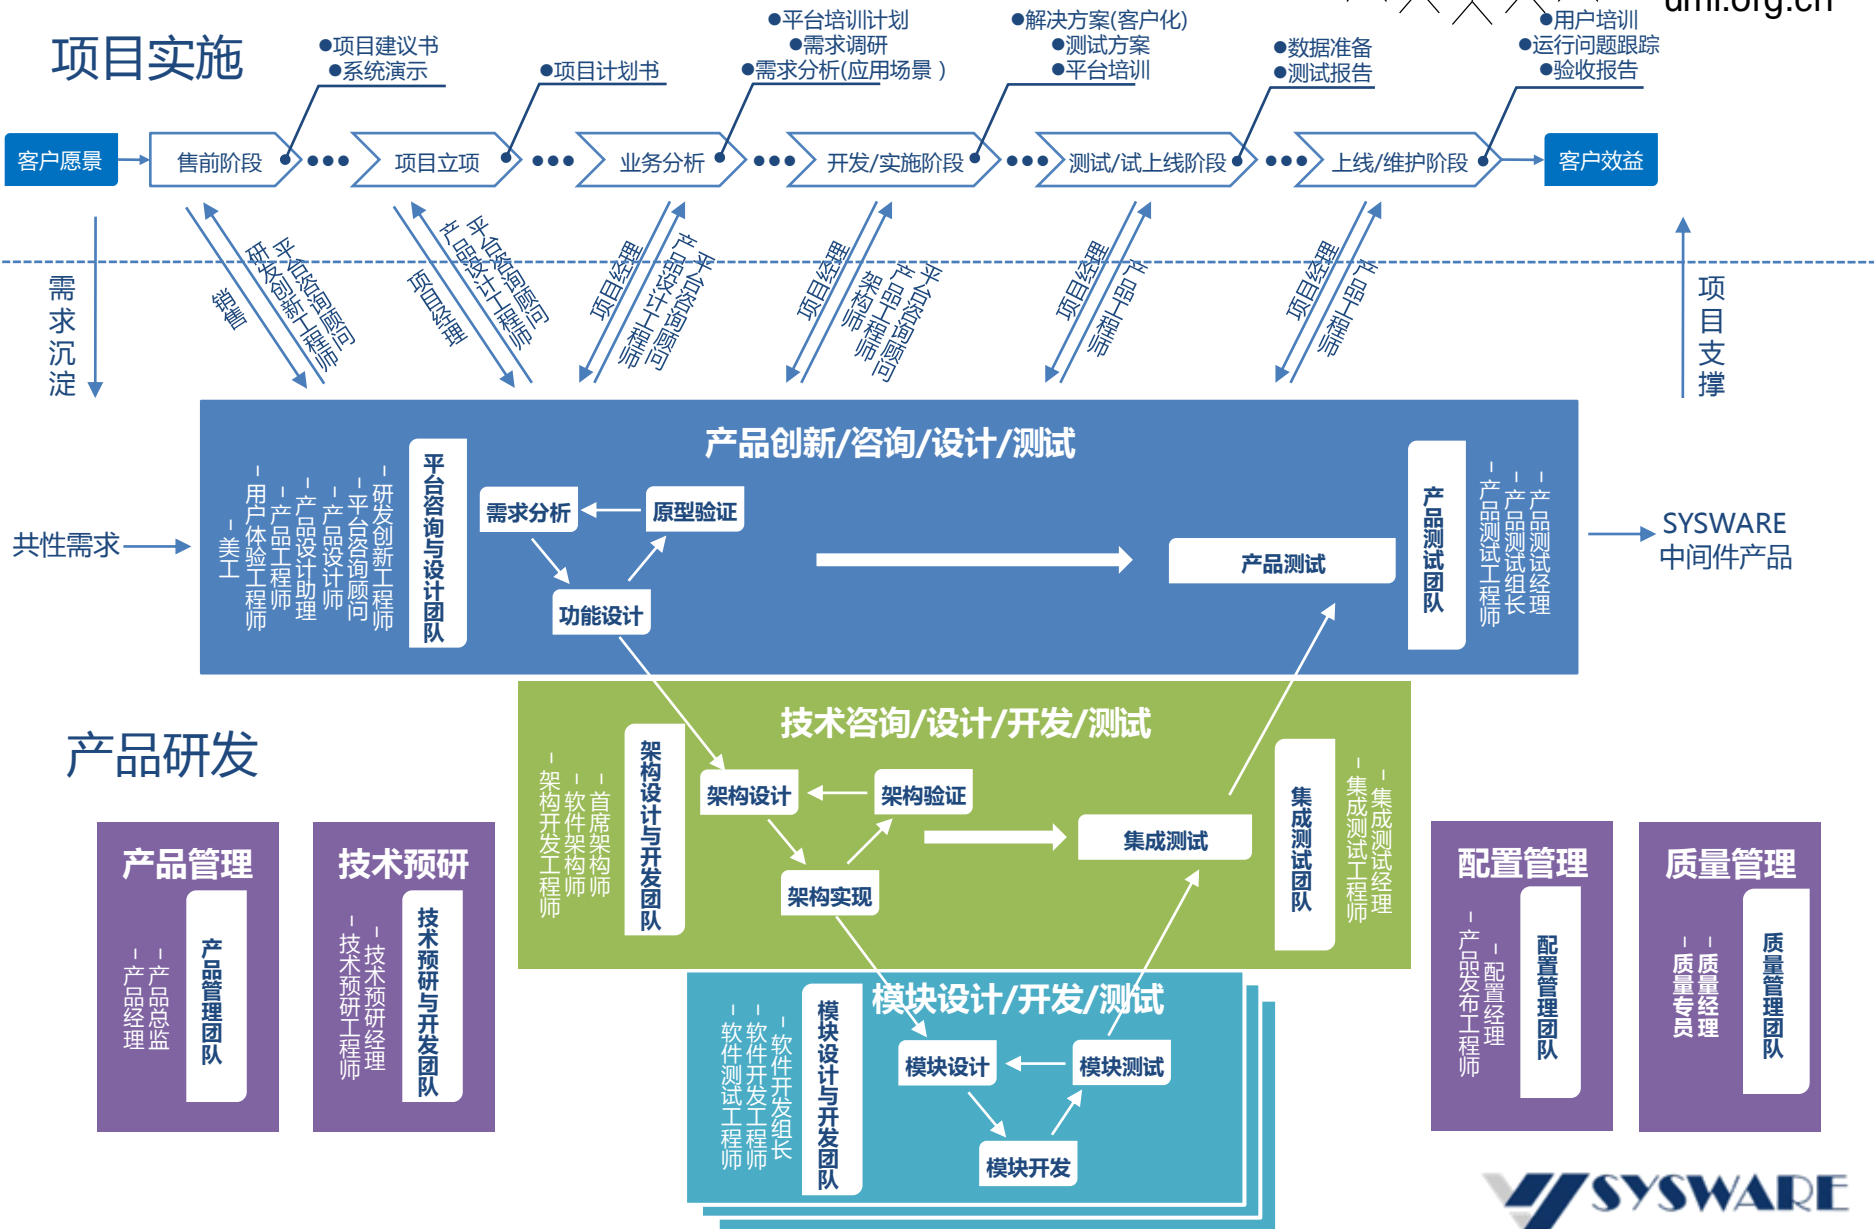 uml.org.cn
项目实施
●项目建议书
●系统演示
●项目计划书
●平台培训计划
●需求调研
●需求分析(应用场景)
●解决方案(客户化)
●测试方案
●平台培训
●数据准备
●测试报告
●用户培训
●运行问题跟踪
●验收报告
客户愿景
售前阶段
项目立项
业务分析
开发/实施阶段
测试/试上线阶段
上线/维护阶段
客户效益
需求沉淀
销售
研发创新工程师
平台咨询顾问
项目经理
产品设计工程师
平台咨询顾问
项目经理
产品设计工程师
平台咨询顾问
项目经理
架构师
产品工程师
平台咨询顾问
项目经理
产品工程师
项目经理
产品工程师
项目支撑
产品创新/咨询/设计/测试
共性需求
–美工
–用户体验工程师
–产品工程师
–产品设计助理
–产品设计师
–平台咨询顾问
–研发创新工程师
平台咨询与设计团队
需求分析
原型验证
功能设计
产品测试
产品测试团队
–产品测试工程师
–产品测试组长
–产品测试经理
SYSWARE
中间件产品
产品研发
技术咨询/设计/开发/测试
–架构开发工程师
–软件架构师
–首席架构师
架构设计与开发团队
架构设计
架构验证
架构实现
集成测试
集成测试团队
–集成测试工程师
–集成测试经理
产品管理
–产品经理
–产品总监
产品管理团队
技术预研
–技术预研工程师
–技术预研经理
技术预研与开发团队
模块设计/开发/测试
–软件测试工程师
–软件开发工程师
–软件开发组长
模块设计与开发团队
模块设计
模块测试
模块开发
配置管理
–产品发布工程师
–配置经理
配置管理团队
质量管理
–质量专员
–质量经理
质量管理团队
SYSWARE